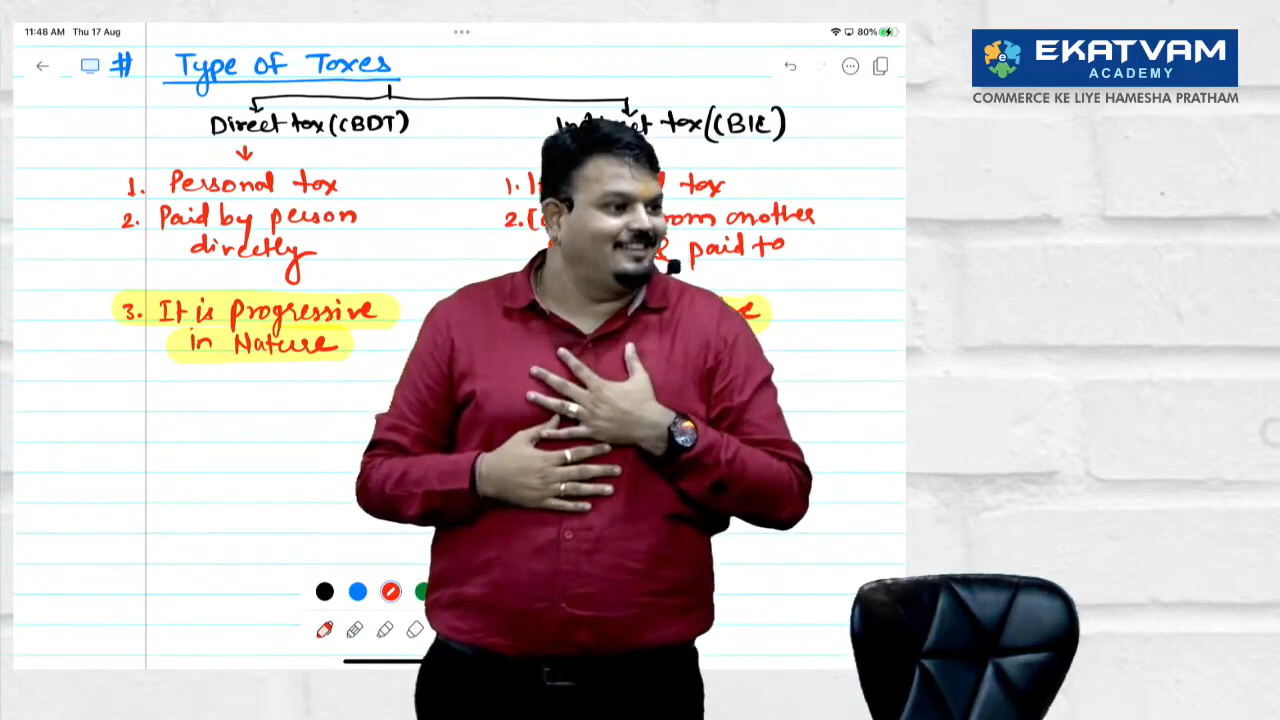 11:48 AM Thu 17 Aug
80%
# Type of Taxes
Direct tax (CBDT)
tax (CBIC)
1. Personal tax
2. Paid by person
directly
3. It is progressive
in Nature
1.
tax
2.
from another
& paid to
EKATVAM
ACADEMY
COMMERCE KE LIYE HAMESHA PRATHAM